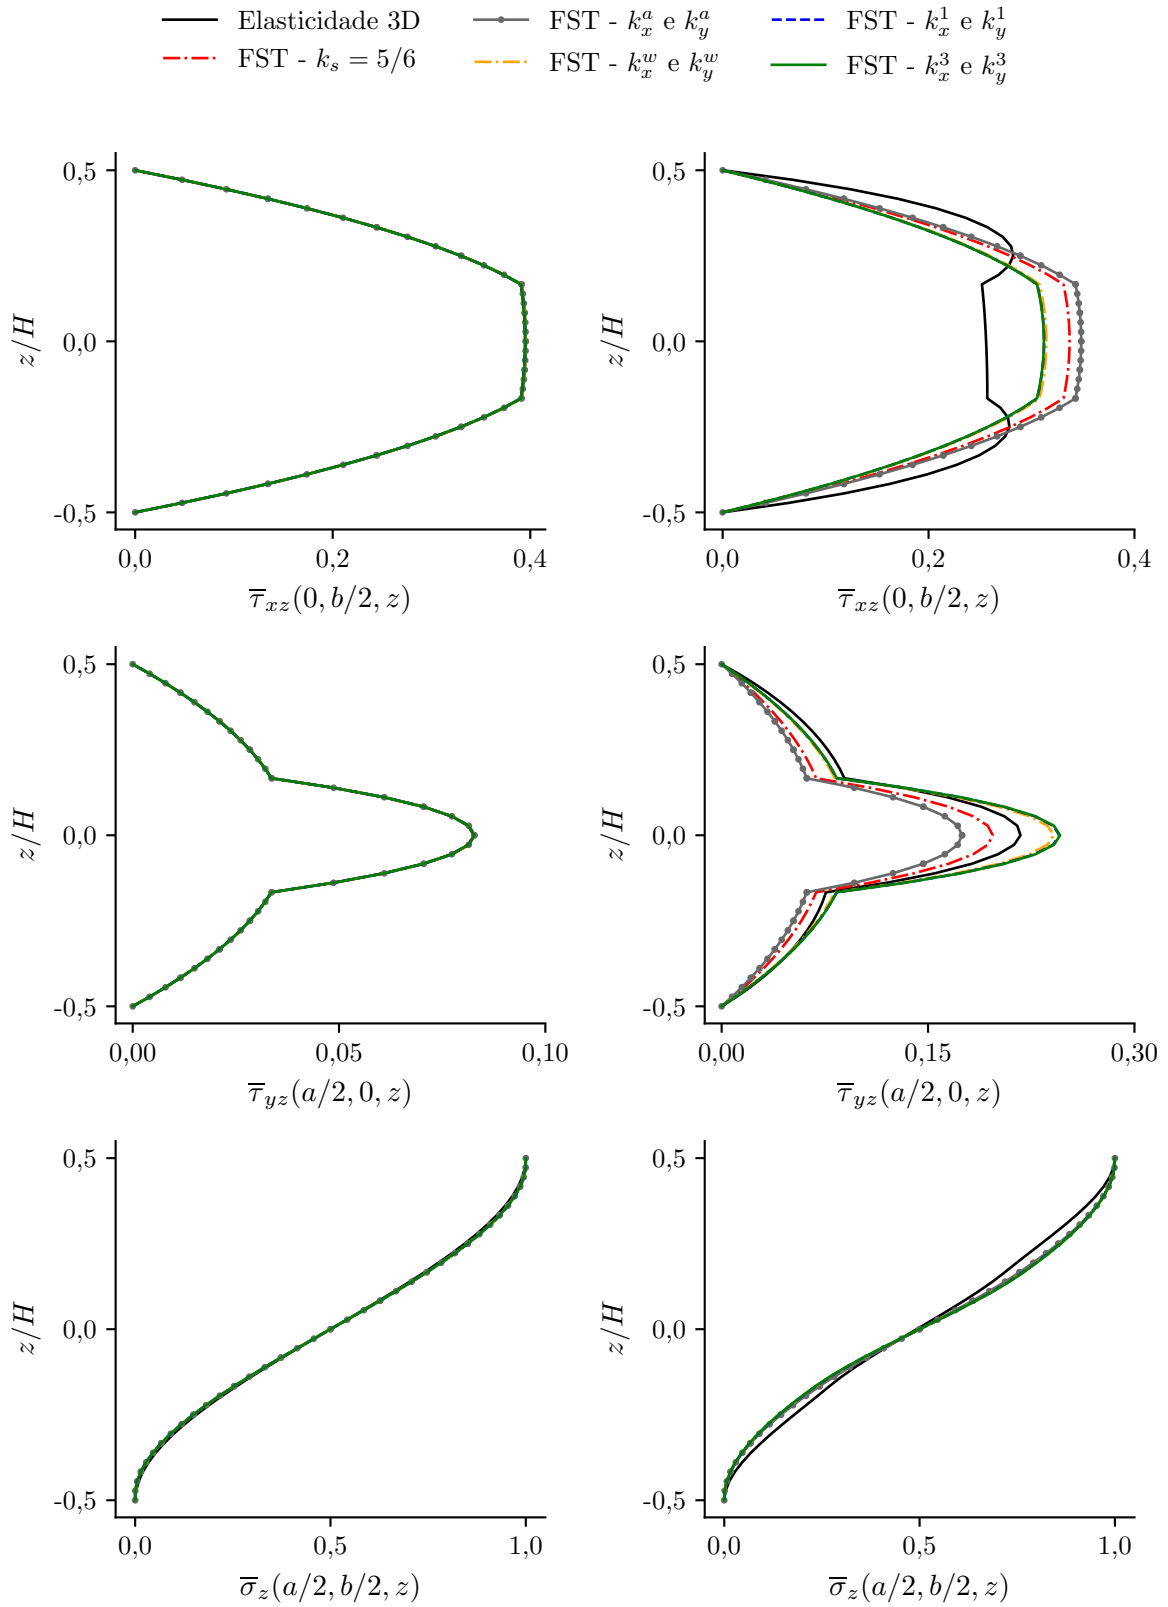 Elasticidade 3D
FST - $k_s = 5/6$
FST - $k_x^a$ e $k_y^a$
FST - $k_x^w$ e $k_y^w$
FST - $k_x^1$ e $k_y^1$
FST - $k_x^3$ e $k_y^3$
0,5
0,0
-0,5
z/H
0,0 0,2 0,4
$\overline{\tau}_{xz}(0, b/2, z)$
0,5
0,0
-0,5
z/H
0,0 0,2 0,4
$\overline{\tau}_{xz}(0, b/2, z)$
0,5
0,0
-0,5
z/H
0,00 0,05 0,10
$\overline{\tau}_{yz}(a/2, 0, z)$
0,5
0,0
-0,5
z/H
0,00 0,15 0,30
$\overline{\tau}_{yz}(a/2, 0, z)$
0,5
0,0
-0,5
z/H
0,0 0,5 1,0
$\overline{\sigma}_z(a/2, b/2, z)$
0,5
0,0
-0,5
z/H
0,0 0,5 1,0
$\overline{\sigma}_z(a/2, b/2, z)$